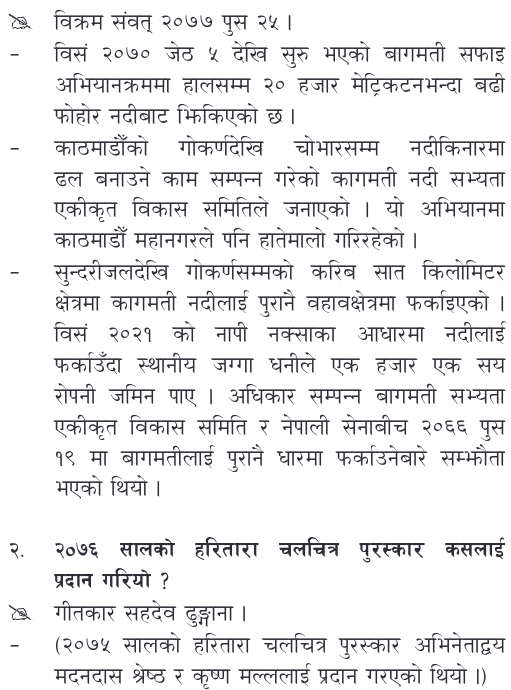 विक्रम संवत् २०७७ पुस २५ ।
– विसं २०७० जेठ ५ देखि सुरु भएको बागमती सफाइ
अभियानक्रममा हालसम्म २० हजार मेट्रिकटनभन्दा बढी
फोहोर नदीबाट झिकिएको छ ।
– काठमाडौँको गोकर्णदेखि चोभारसम्म नदीकिनारमा
ढल बनाउने काम सम्पन्न गरेको कागमती नदी सभ्यता
एकीकृत विकास समितिले जनाएको । यो अभियानमा
काठमाडौँ महानगरले पनि हातेमालो गरिरहेको ।
– सुन्दरीजलदेखि गोकर्णसम्मको करिब सात किलोमिटर
क्षेत्रमा कागमती नदीलाई पुरानै वहावक्षेत्रमा फर्काइएको ।
विसं २०२१ को नापी नक्साका आधारमा नदीलाई
फर्काउँदा स्थानीय जग्गा धनीले एक हजार एक सय
रोपनी जमिन पाए । अधिकार सम्पन्न बागमती सभ्यता
एकीकृत विकास समिति र नेपाली सेनाबीच २०६६ पुस
१९ मा बागमतीलाई पुरानै धारमा फर्काउनेबारे सम्झौता
भएको थियो ।
२. २०७६ सालको हरितारा चलचित्र पुरस्कार कसलाई
प्रदान गरियो ?
गीतकार सहदेव ढुङ्गाना ।
– (२०७५ सालको हरितारा चलचित्र पुरस्कार अभिनेताद्वय
मदनदास श्रेष्ठ र कृष्ण मल्ललाई प्रदान गरएको थियो ।)